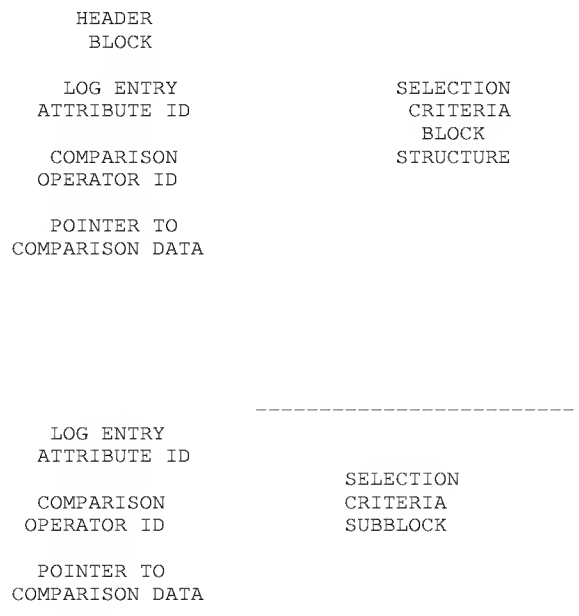 HEADER
BLOCK
LOG ENTRY
ATTRIBUTE ID
COMPARISON
OPERATOR ID
POINTER TO
COMPARISON DATA
SELECTION
CRITERIA
BLOCK
STRUCTURE
LOG ENTRY
ATTRIBUTE ID
COMPARISON
OPERATOR ID
POINTER TO
COMPARISON DATA
SELECTION
CRITERIA
SUBBLOCK